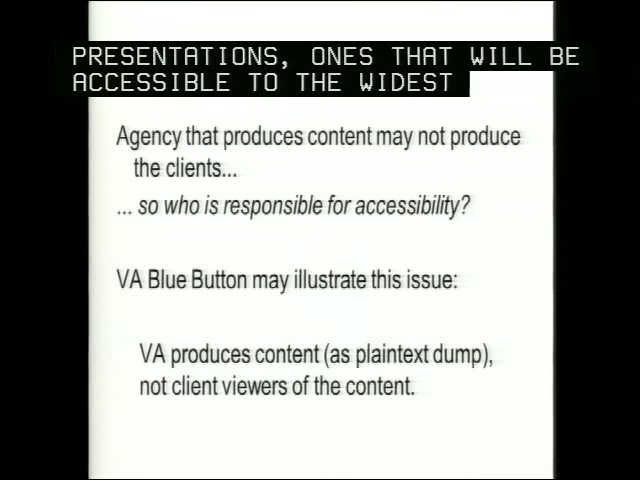 PRESENTATIONS, ONES THAT WILL BE
ACCESSIBLE TO THE WIDEST
Agency that produces content may not produce
the clients...
... so who is responsible for accessibility?
VA Blue Button may illustrate this issue:
VA produces content (as plaintext dump),
not client viewers of the content.